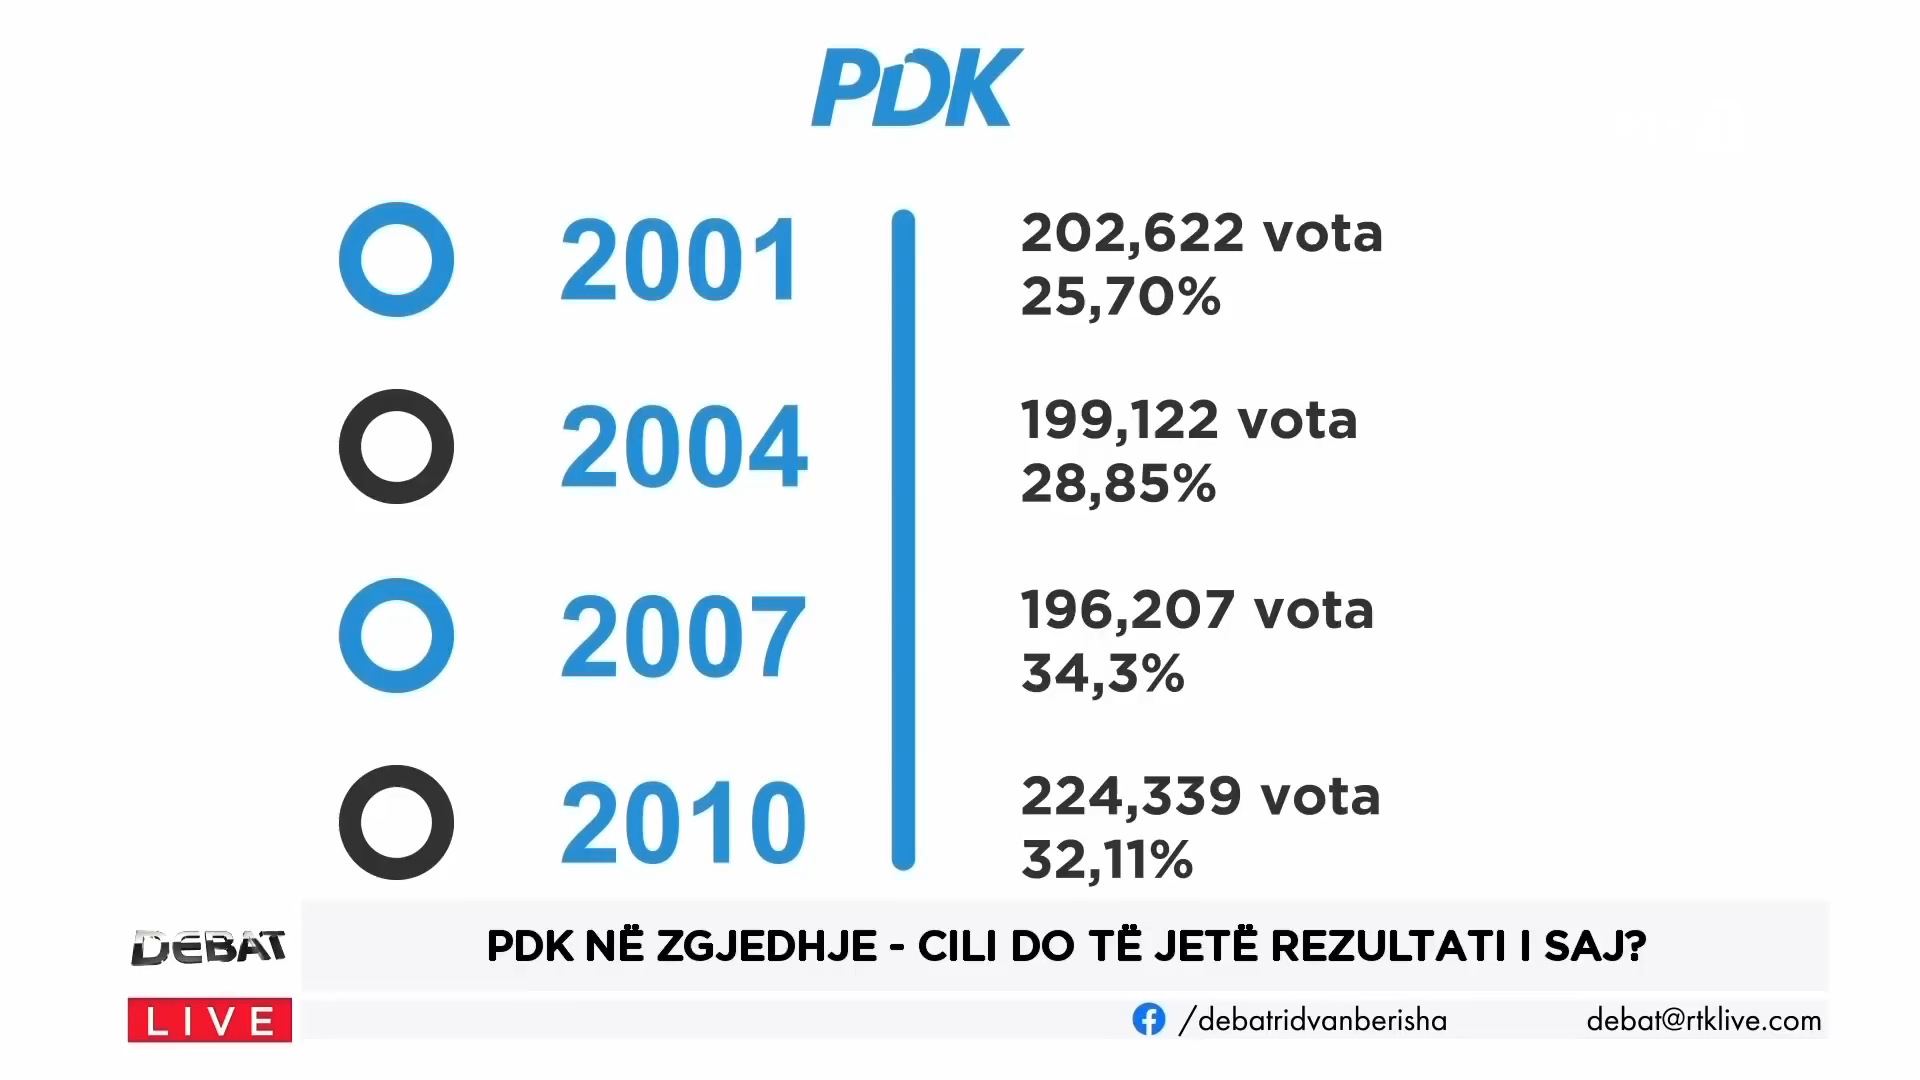 PDK
2001
202,622 vota
25,70%
2004
199,122 vota
28,85%
2007
196,207 vota
34,3%
2010
224,339 vota
32,11%
DEBAT
PDK NË ZGJEDHJE - CILI DO TË JETË REZULTATI I SAJ?
LIVE
/debatridvanberisha
debat@rtklive.com